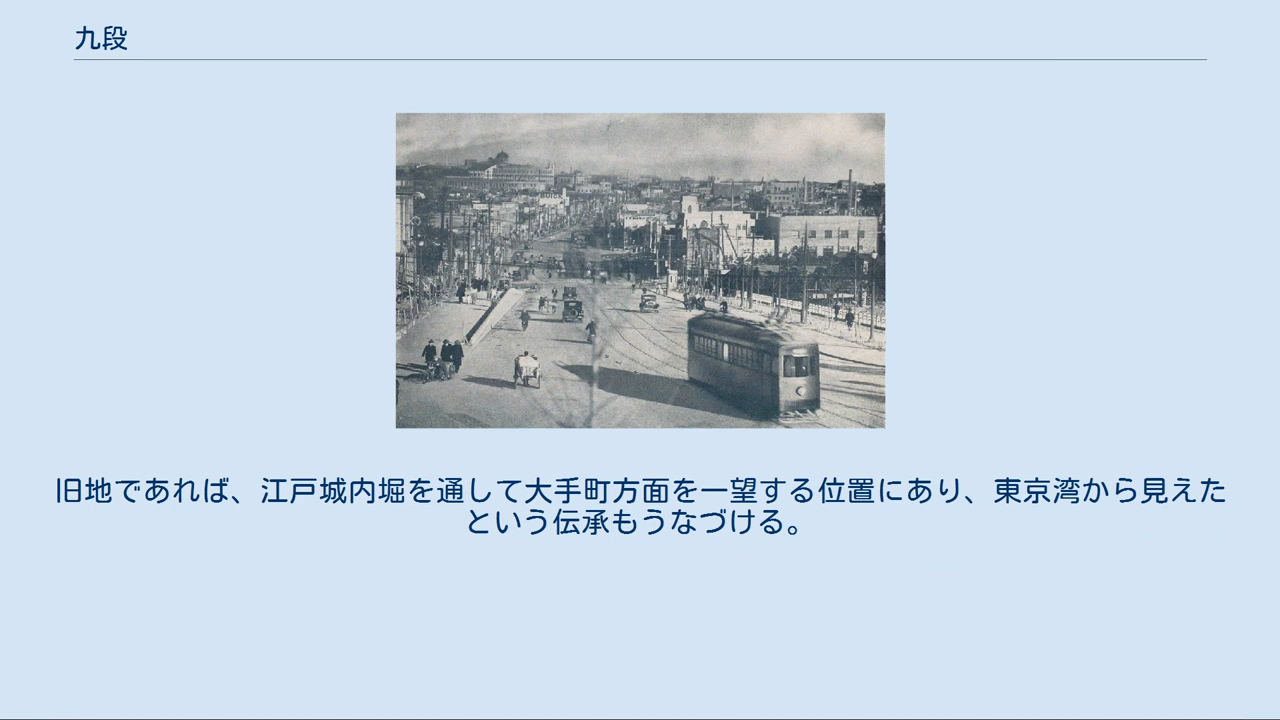 九段
旧地であれば、江戸城内堀を通して大手町方面を一望する位置にあり、東京湾から見えた
という伝承もうなづける。